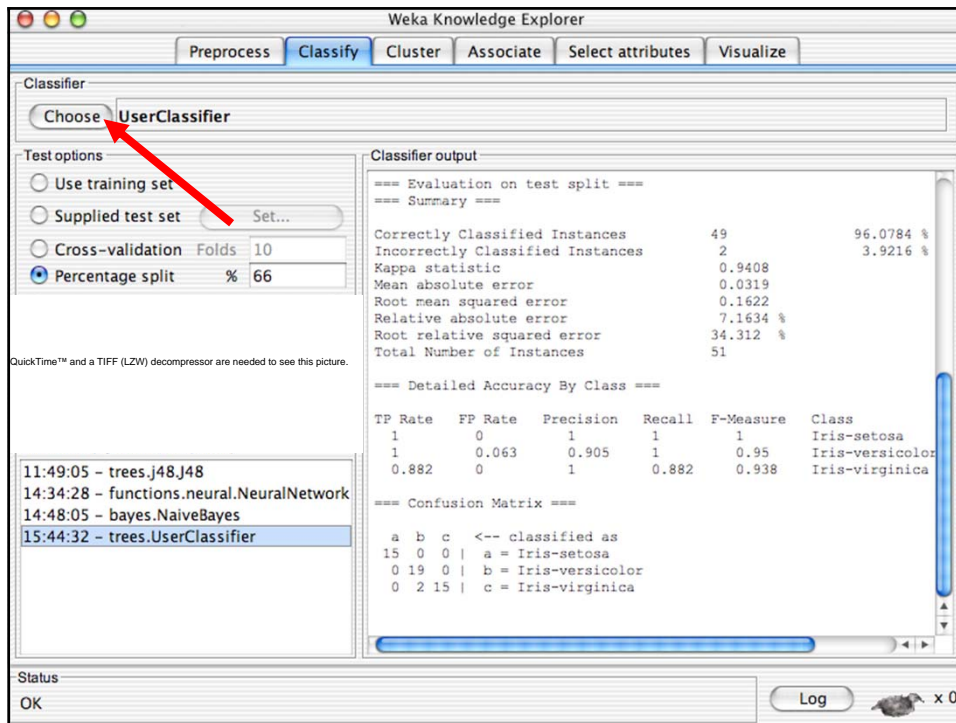 Weka Knowledge Explorer
Preprocess Classify Cluster Associate Select attributes Visualize
Classifier
Choose UserClassifier
Test options
Use training set
Supplied test set Set...
Cross-validation Folds 10
Percentage split % 66
QuickTime™ and a TIFF (LZW) decompressor are needed to see this picture.
11:49:05 – trees.j48.J48
14:34:28 – functions.neural.NeuralNetwork
14:48:05 – bayes.NaiveBayes
15:44:32 – trees.UserClassifier
Classifier output
=== Evaluation on test split ===
=== Summary ===
Correctly Classified Instances 49 96.0784 %
Incorrectly Classified Instances 2 3.9216 %
Kappa statistic 0.9408
Mean absolute error 0.0319
Root mean squared error 0.1622
Relative absolute error 7.1634 %
Root relative squared error 34.312 %
Total Number of Instances 51
=== Detailed Accuracy By Class ===
TP Rate FP Rate Precision Recall F-Measure Class
1 0 1 1 1 Iris-setosa
1 0.063 0.905 1 0.95 Iris-versicolor
0.882 0 1 0.882 0.938 Iris-virginica
=== Confusion Matrix ===
a b c <-- classified as
15 0 0 | a = Iris-setosa
0 19 0 | b = Iris-versicolor
0 2 15 | c = Iris-virginica
Status
OK
Log x 0